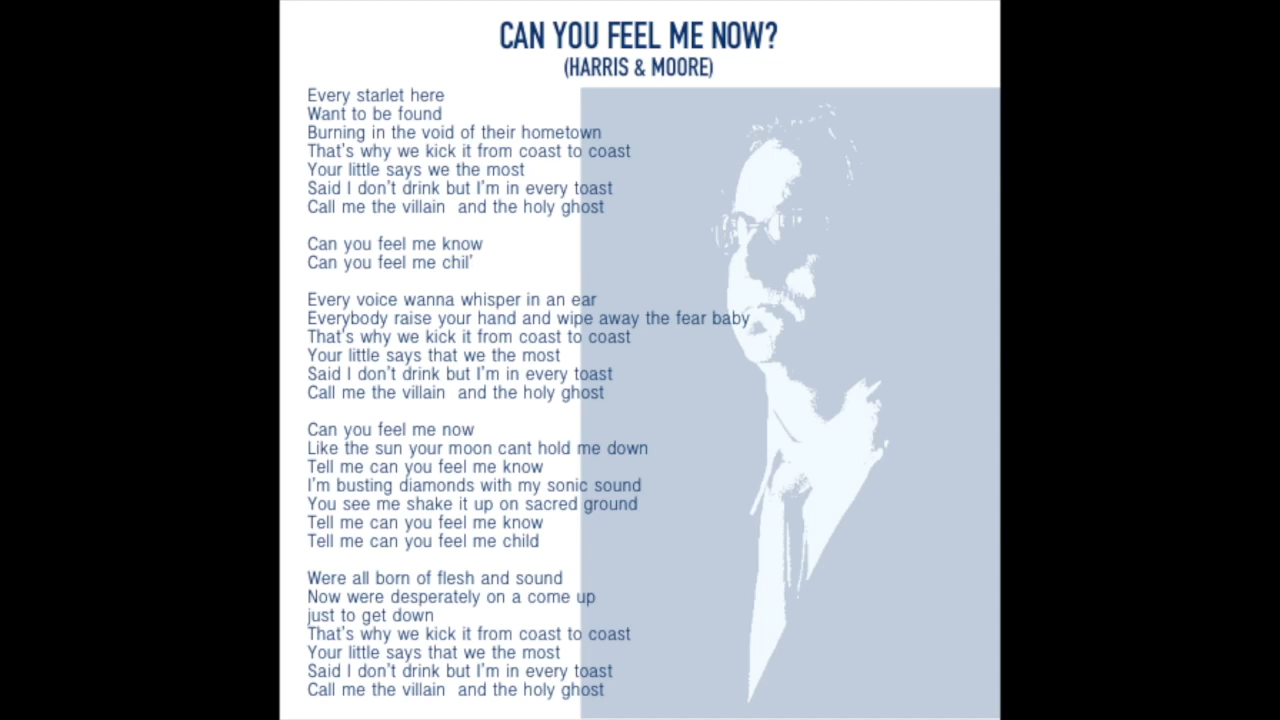 CAN YOU FEEL ME NOW?
(HARRIS & MOORE)
Every starlet here
Want to be found
Burning in the void of their hometown
That's why we kick it from coast to coast
Your little says we the most
Said I don't drink but I'm in every toast
Call me the villain  and the holy ghost

Can you feel me know
Can you feel me chil'

Every voice wanna whisper in an ear
Everybody raise your hand and wipe away the fear baby
That's why we kick it from coast to coast
Your little says that we the most
Said I don't drink but I'm in every toast
Call me the villain  and the holy ghost

Can you feel me now
Like the sun your moon cant hold me down
Tell me can you feel me know
I'm busting diamonds with my sonic sound
You see me shake it up on sacred ground
Tell me can you feel me know
Tell me can you feel me child

Were all born of flesh and sound
Now were desperately on a come up
just to get down
That's why we kick it from coast to coast
Your little says that we the most
Said I don't drink but I'm in every toast
Call me the villain  and the holy ghost